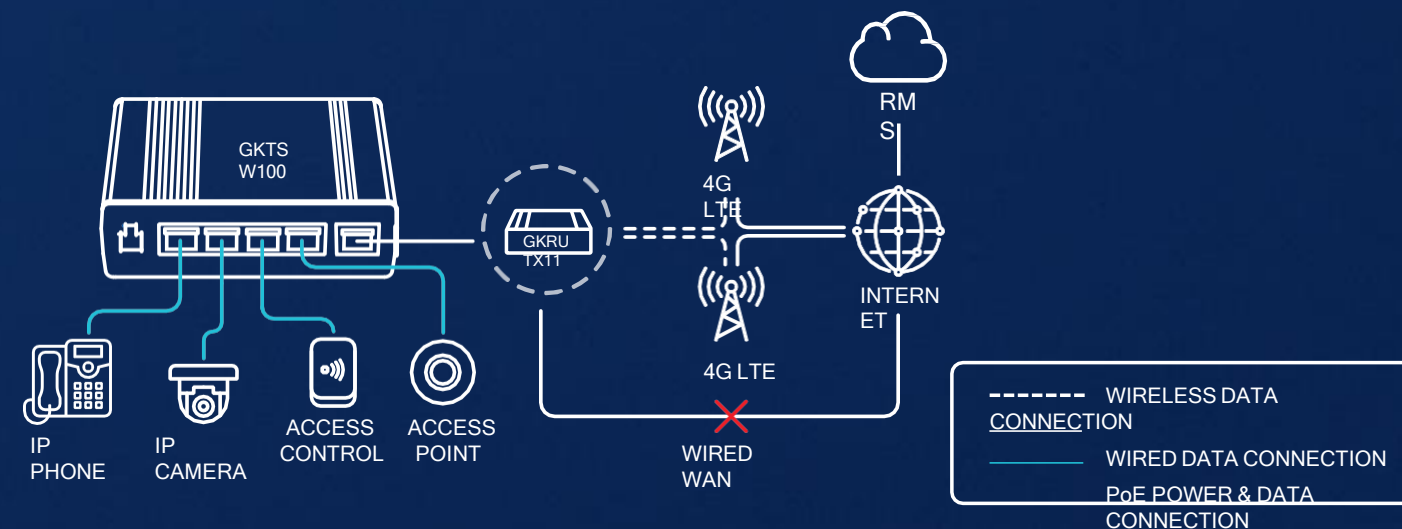 RM
S
GKTS
W100
4G
LTE
GKRU
TX11
INTERN
ET
4G LTE
IP
PHONE
IP
CAMERA
ACCESS
CONTROL
ACCESS
POINT
WIRED
WAN
WIRELESS DATA
CONNECTION
WIRED DATA CONNECTION
PoE POWER & DATA
CONNECTION